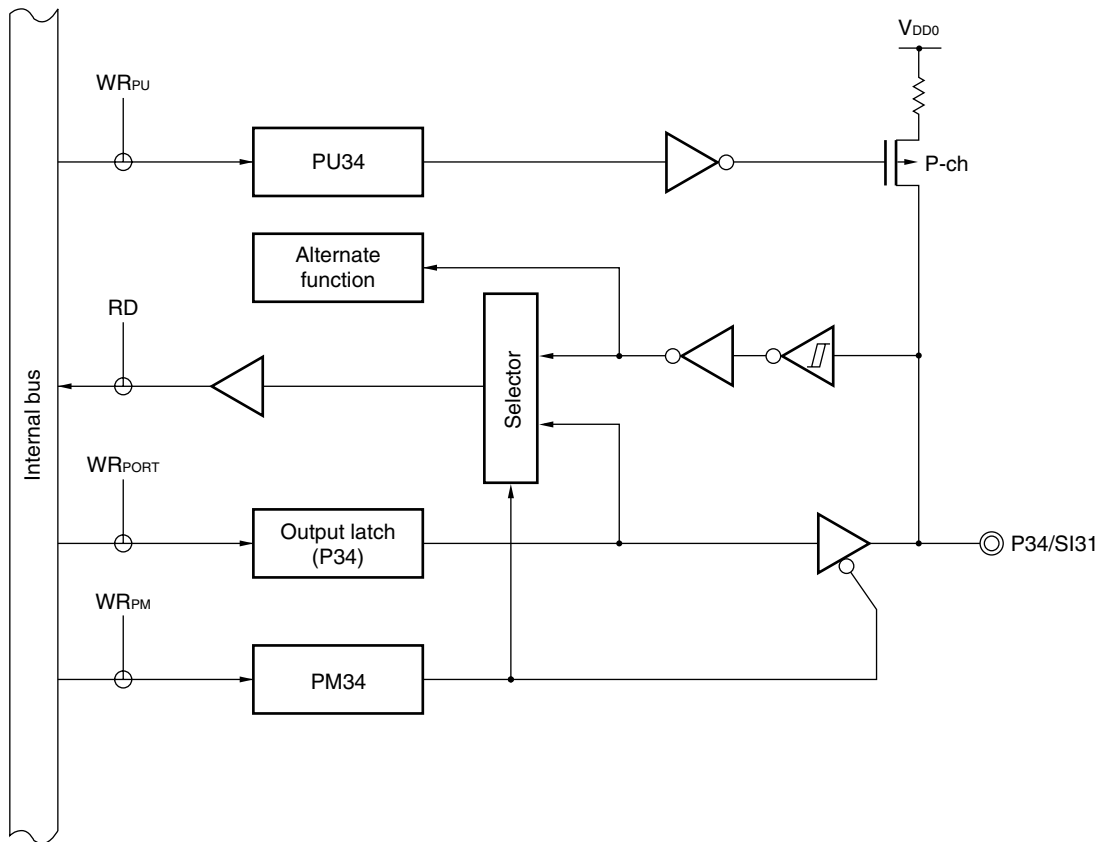 VDD0
WRPU
PU34
P-ch
Alternate
function
RD
Selector
Internal bus
WRPORT
Output latch
(P34)
P34/SI31
WRPM
PM34